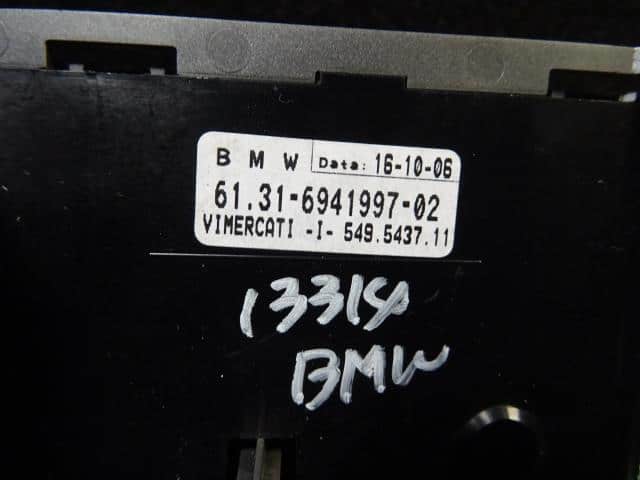 B M W Data: 16-10-06
61.31-6941997-02
VIMERCATI -I- 549.5437.11
13314
BMW